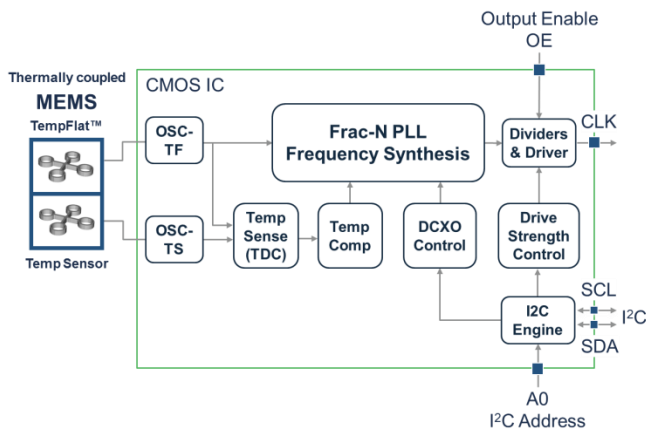 Output Enable
OE
Thermally coupled
MEMS
TempFlat™
CMOS IC
OSC-
TF
Frac-N PLL
Frequency Synthesis
Dividers
& Driver
CLK
OSC-
TS
Temp
Sense
(TDC)
Temp
Comp
DCXO
Control
Drive
Strength
Control
Temp Sensor
I2C
Engine
SCL
I²C
SDA
A0
I²C Address